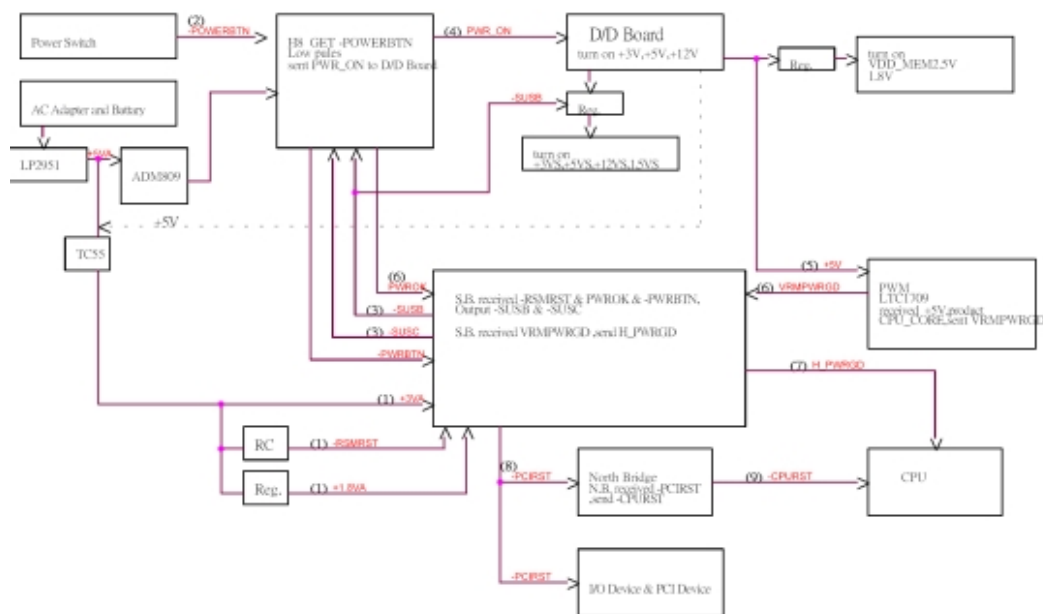 (2)
-POWERBTN
Power Switch
H8 GET -POWERBTN
Low pules
sent PWR_ON to D/D Board
(4) PWR_ON
D/D Board
turn on +3V,+5V,+12V
Reg.
turn on
VDD_MEM2.5V
1.8V
AC Adapter and Battary
-SUSB
Reg.
turn on
+3VS,+5VS,+12VS,1.5VS
LP2951
+5VA
ADM809
+5V
TC55
(6)
PWROK
(3) -SUSB
(3) -SUSC
-PWRBTN
(1) +3VA
S.B. received -RSMRST & PWROK & -PWRBTN,
Output -SUSB & -SUSC
S.B. received VRMPWRGD ,send H_PWRGD
(5) +5V
(6) VRMPWRGD
PWM
LTC1709
received +5V,product
CPU_CORE,sent VRMPWRGD
(7) H_PWRGD
RC
(1) -RSMRST
Reg.
(1) +1.8VA
(8)
-PCIRST
North Bridge
N.B. received -PCIRST
,send -CPURST
(9) -CPURST
CPU
-PCIRST
I/O Device & PCI Device